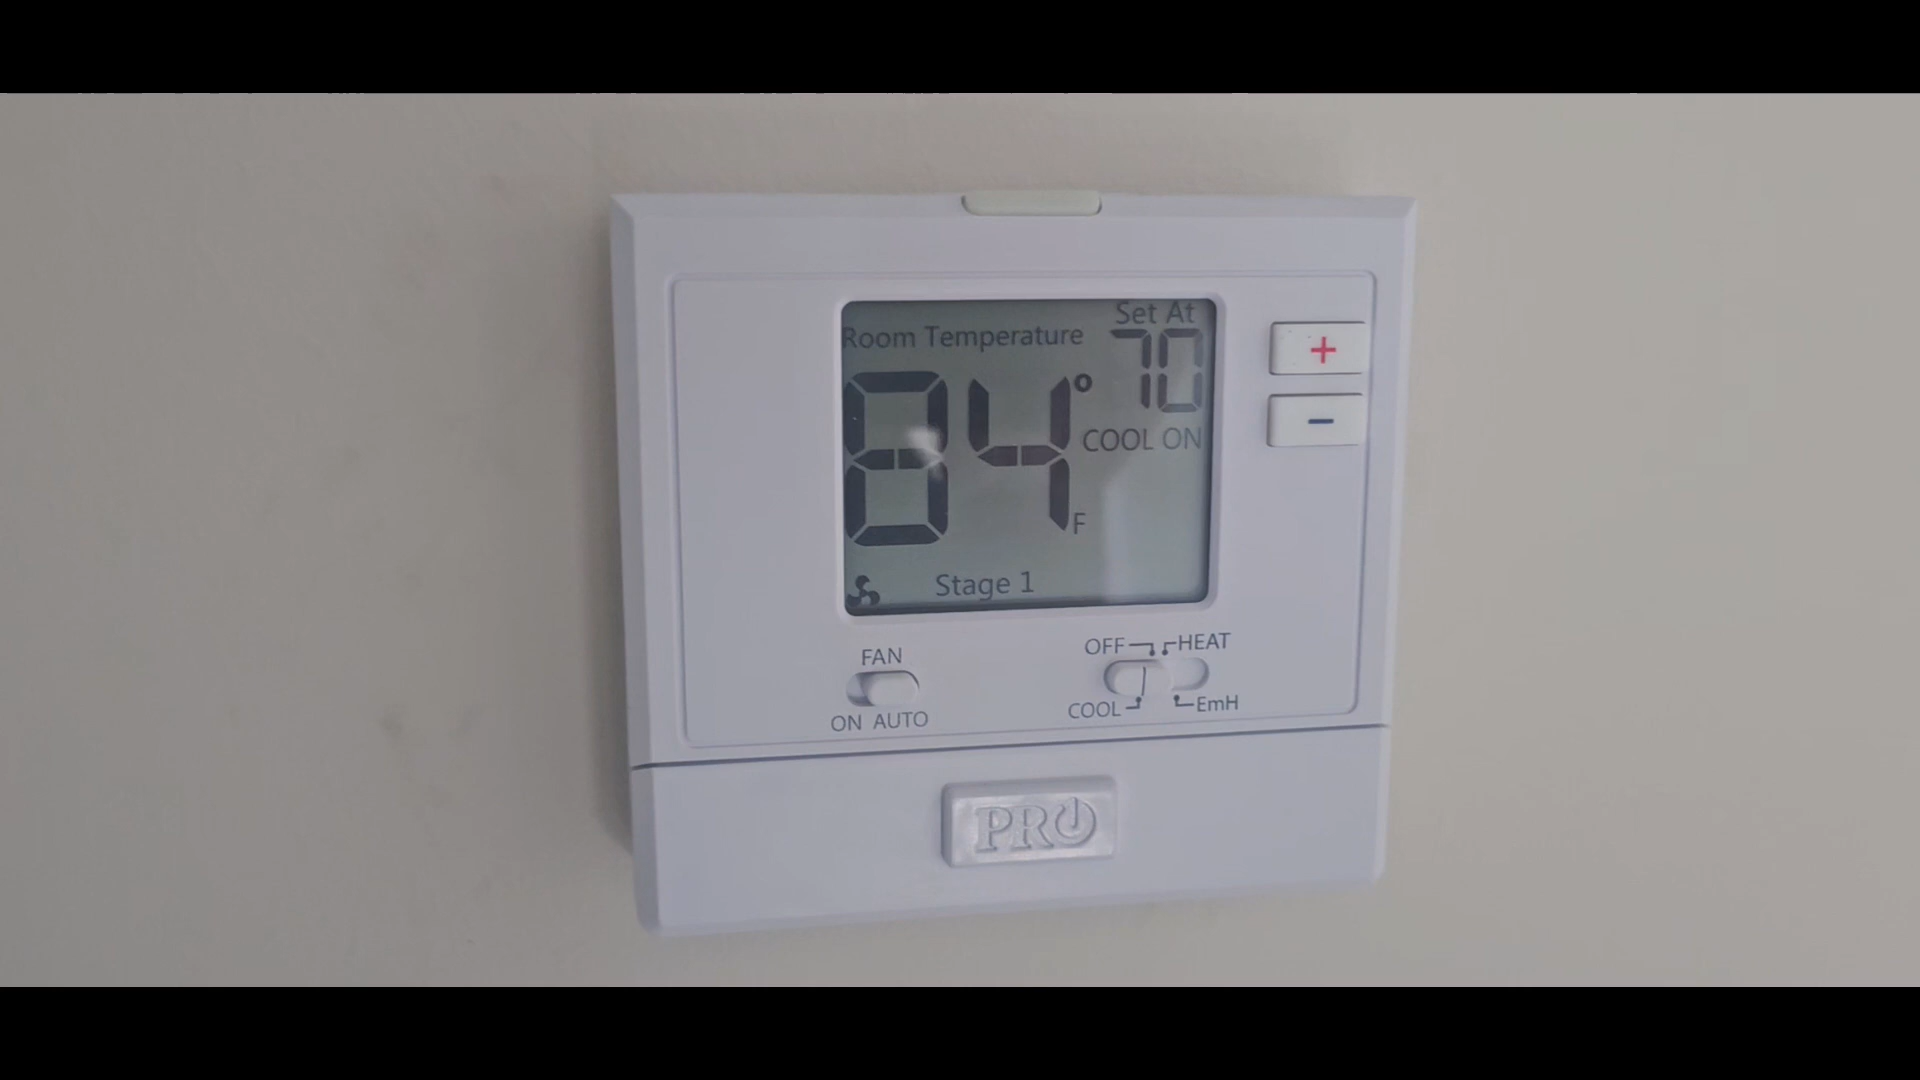 Set At
Room Temperature
70
84°
COOL ON
F
Stage 1
+
−
FAN
ON AUTO
OFF HEAT
COOL EmH
PRO